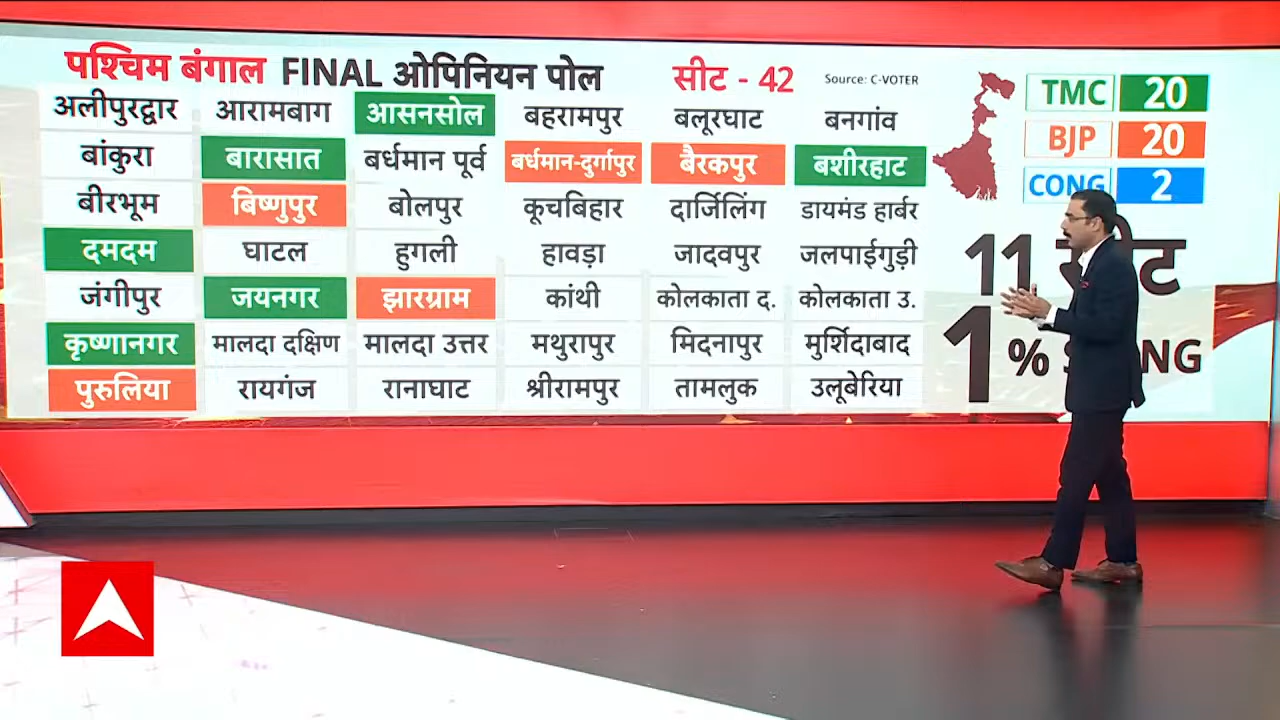 पश्चिम बंगाल FINAL ओपिनियन पोल सीट - 42 Source: C-VOTER
अलीपुरद्वार आरामबाग आसनसोल बहरामपुर बलूरघाट बनगांव
बांकुरा बारासात बर्धमान पूर्व बर्धमान-दुर्गापुर बैरकपुर बशीरहाट
बीरभूम बिष्णुपुर बोलपुर कूचबिहार दार्जिलिंग डायमंड हार्बर
दमदम घाटल हुगली हावड़ा जादवपुर जलपाईगुड़ी
जंगीपुर जयनगर झारग्राम कांथी कोलकाता द. कोलकाता उ.
कृष्णानगर मालदा दक्षिण मालदा उत्तर मथुरापुर मिदनापुर मुर्शिदाबाद
पुरुलिया रायगंज रानाघाट श्रीरामपुर तामलुक उलूबेरिया
TMC 20
BJP 20
CONG 2
11
1 %